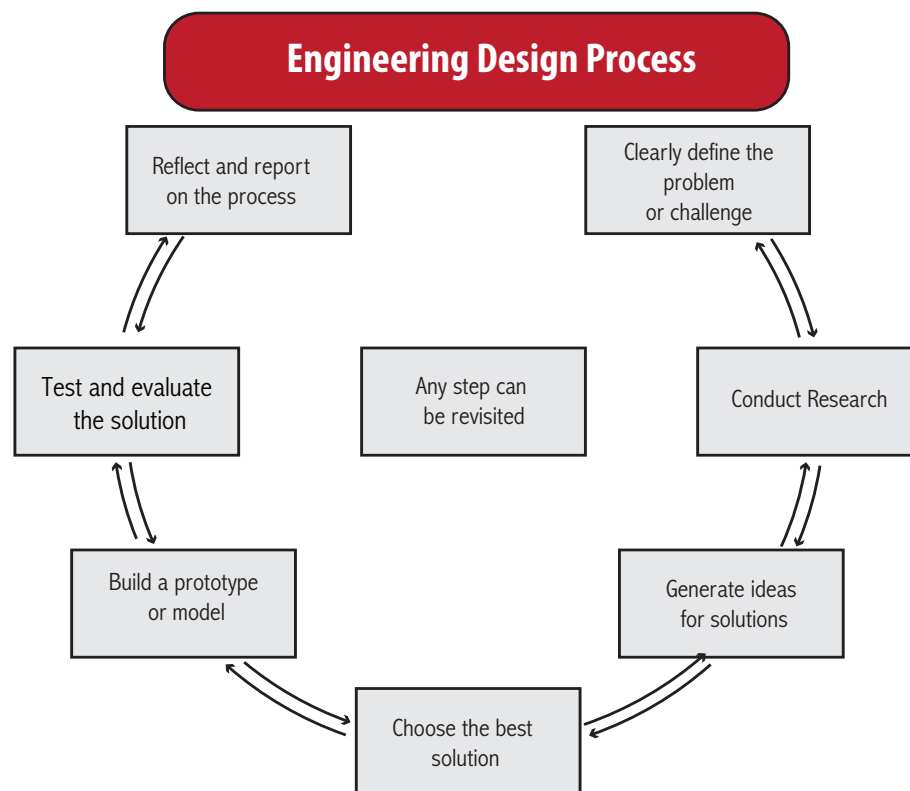 Engineering Design Process
Clearly define the
problem
or challenge
Conduct Research
Generate ideas
for solutions
Choose the best
solution
Build a prototype
or model
Test and evaluate
the solution
Reflect and report
on the process
Any step can
be revisited